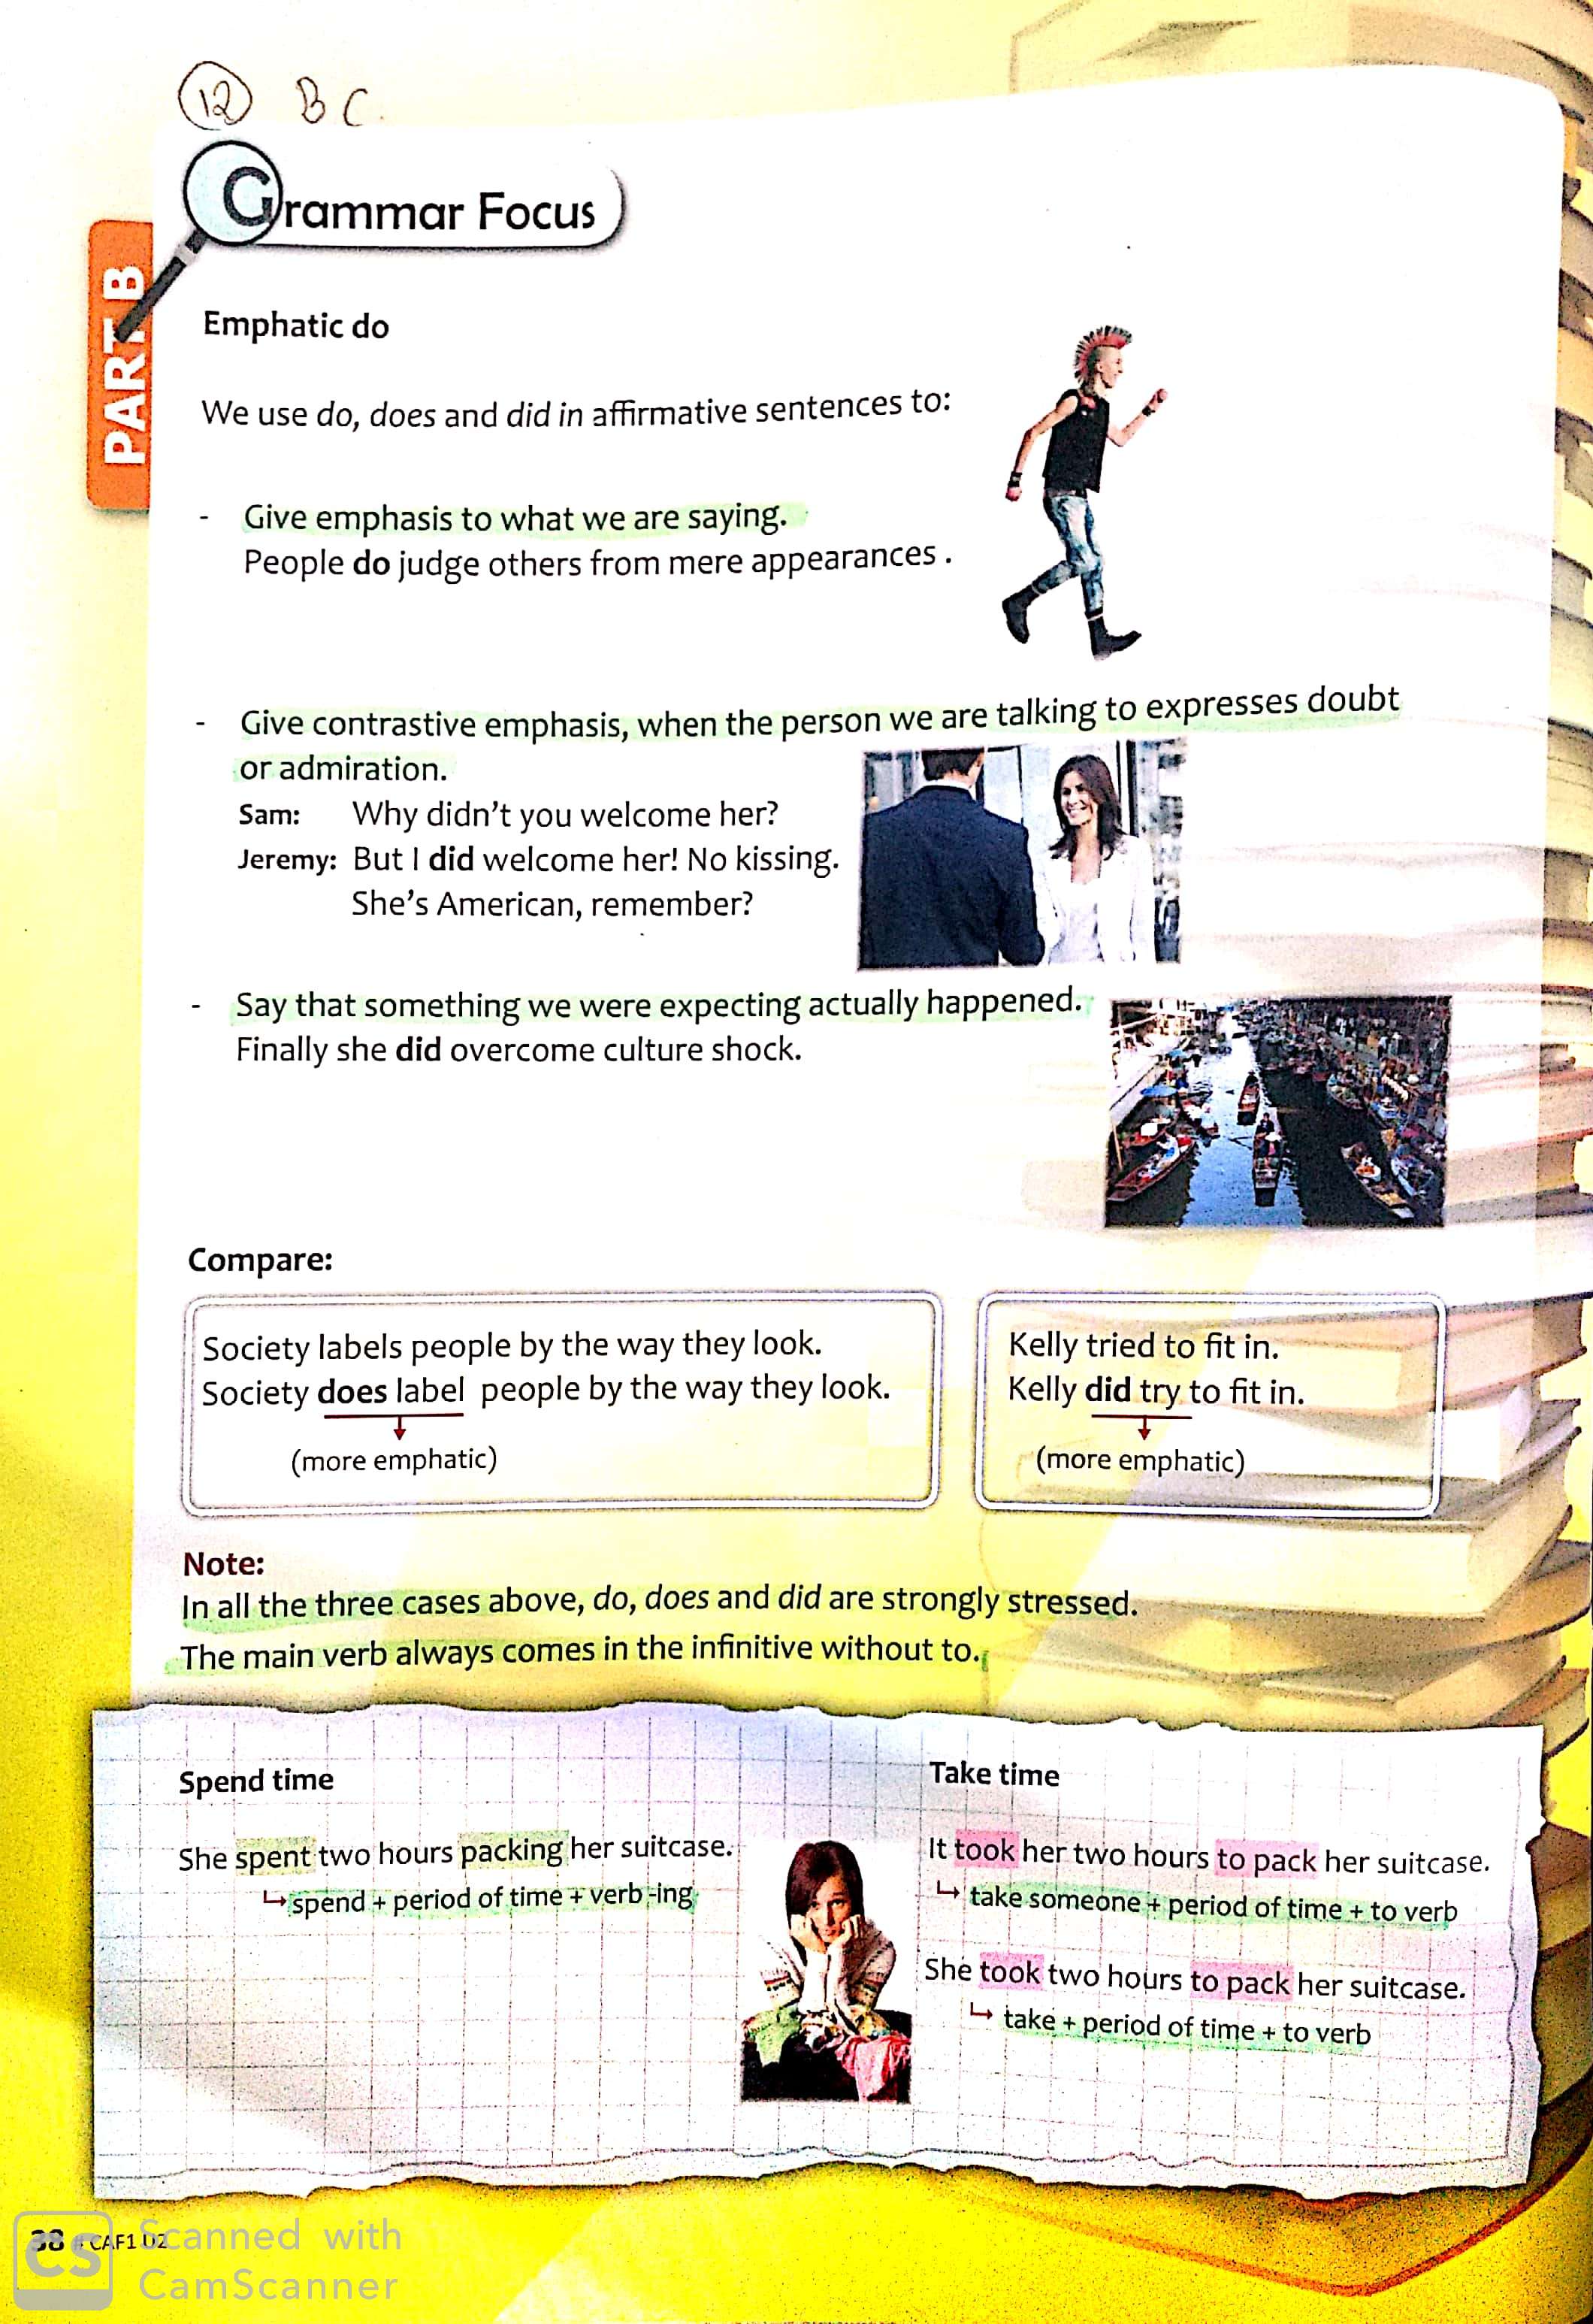 12 B C.
Grammar Focus
PART B
Emphatic do
We use do, does and did in affirmative sentences to:
- Give emphasis to what we are saying.
People do judge others from mere appearances .
- Give contrastive emphasis, when the person we are talking to expresses doubt
or admiration.
Sam: Why didn't you welcome her?
Jeremy: But I did welcome her! No kissing.
She's American, remember?
- Say that something we were expecting actually happened.
Finally she did overcome culture shock.
Compare:
Society labels people by the way they look.
Society does label people by the way they look.
(more emphatic)
Kelly tried to fit in.
Kelly did try to fit in.
(more emphatic)
Note:
In all the three cases above, do, does and did are strongly stressed.
The main verb always comes in the infinitive without to.
Spend time
She spent two hours packing her suitcase.
↳ spend + period of time + verb -ing
Take time
It took her two hours to pack her suitcase.
↳ take someone + period of time + to verb
She took two hours to pack her suitcase.
↳ take + period of time + to verb
38 # CAF1 U2
CS Scanned with
CamScanner